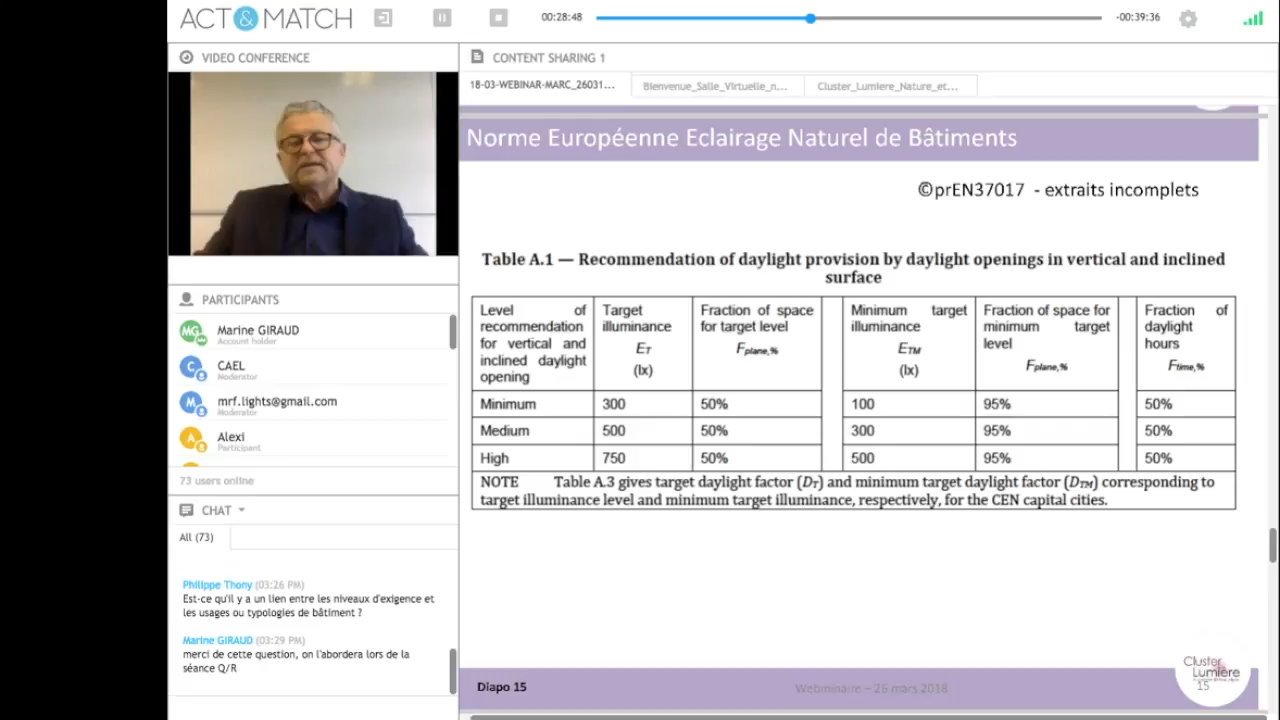 ACT & MATCH
00:28:48
-00:39:36
VIDEO CONFERENCE
CONTENT SHARING 1
18-03-WEBINAR-MARC_26031...
Bienvenue_Salle_Virtuelle_n...
Cluster_Lumiere_Nature_et...
Norme Européenne Eclairage Naturel de Bâtiments
©prEN37017 - extraits incomplets
Table A.1 — Recommendation of daylight provision by daylight openings in vertical and inclined
surface
Level of
recommendation
for vertical and
inclined daylight
opening
Target
illuminance
ET
(lx)
Fraction of space
for target level
Fplane,%
Minimum target
illuminance
ETM
(lx)
Fraction of space for
minimum target
level
Fplane,%
Fraction of
daylight
hours
Ftime,%
Minimum 300 50% 100 95% 50%
Medium 500 50% 300 95% 50%
High 750 50% 500 95% 50%
NOTE Table A.3 gives target daylight factor (DT) and minimum target daylight factor (DTM) corresponding to
target illuminance level and minimum target illuminance, respectively, for the CEN capital cities.
PARTICIPANTS
MG
Marine GIRAUD
Account holder
C
CAEL
Moderator
M
mrf.lights@gmail.com
Moderator
A
Alexi
Participant
73 users online
CHAT
All (73)
Philippe Thony (03:26 PM)
Est-ce qu'il y a un lien entre les niveaux d'exigence et
les usages ou typologies de bâtiment ?
Marine GIRAUD (03:29 PM)
merci de cette question, on l'abordera lors de la
séance Q/R
Diapo 15
Webminaire – 26 mars 2018
Cluster
Lumière
15